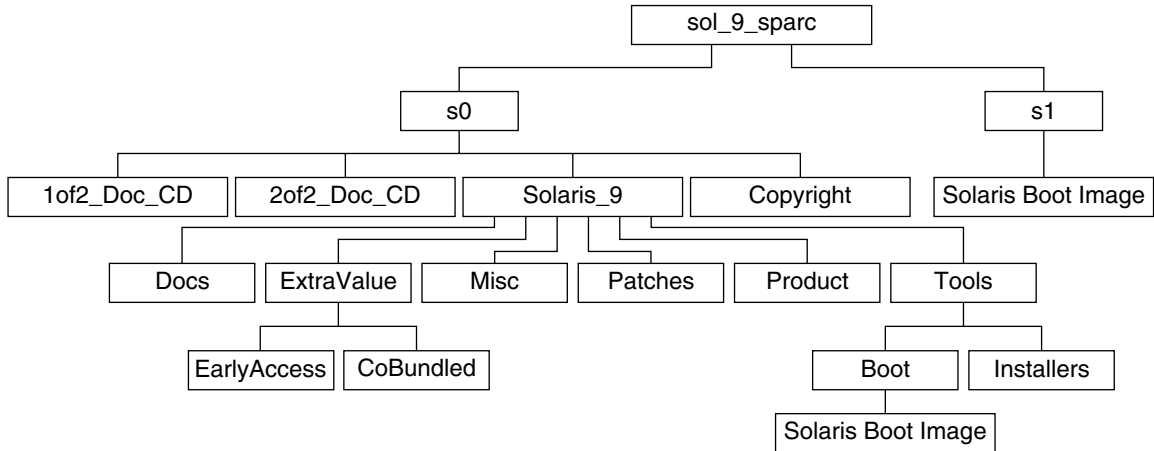 sol_9_sparc
s0
s1
1of2_Doc_CD
2of2_Doc_CD
Solaris_9
Copyright
Solaris Boot Image
Docs
ExtraValue
Misc
Patches
Product
Tools
EarlyAccess
CoBundled
Boot
Installers
Solaris Boot Image